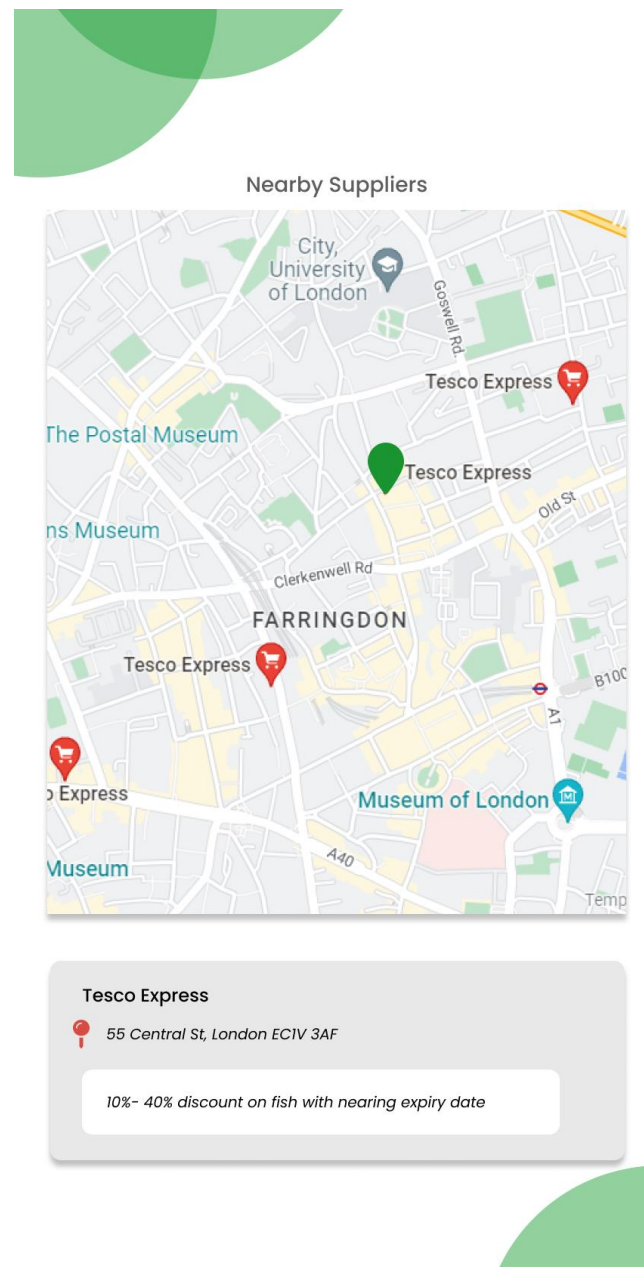 Nearby Suppliers
City,
University
of London
Goswell Rd.
Tesco Express
The Postal Museum
Tesco Express
Old St
ns Museum
Clerkenwell Rd
FARRINGDON
Tesco Express
B100
A1
o Express
Museum of London
A40
Museum
Temp
Tesco Express
55 Central St, London EC1V 3AF
10%- 40% discount on fish with nearing expiry date